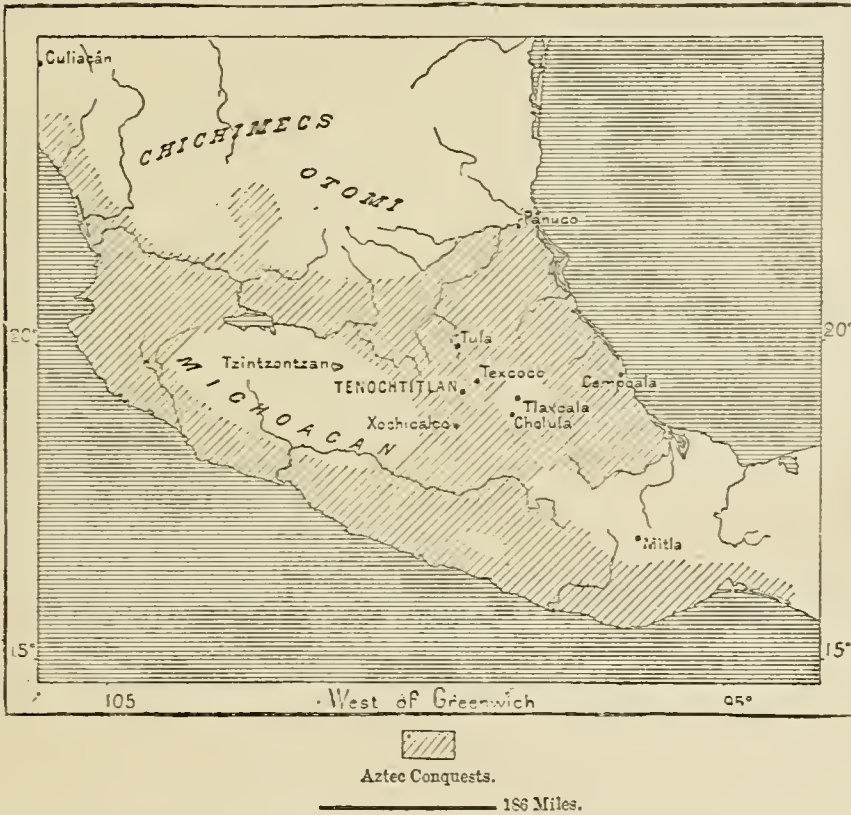 Culiacán
CHICHIMECS
OTOMI
Pánuco
20°
20°
Tula
Tzintzontzan
Texcoco
TENOCHTITLAN
Cempoala
MICHOACAN
Tlaxcala
Xochicalco
Cholula
Mitla
15°
15°
105
West of Greenwich
95°
Aztec Conquests.
186 Miles.